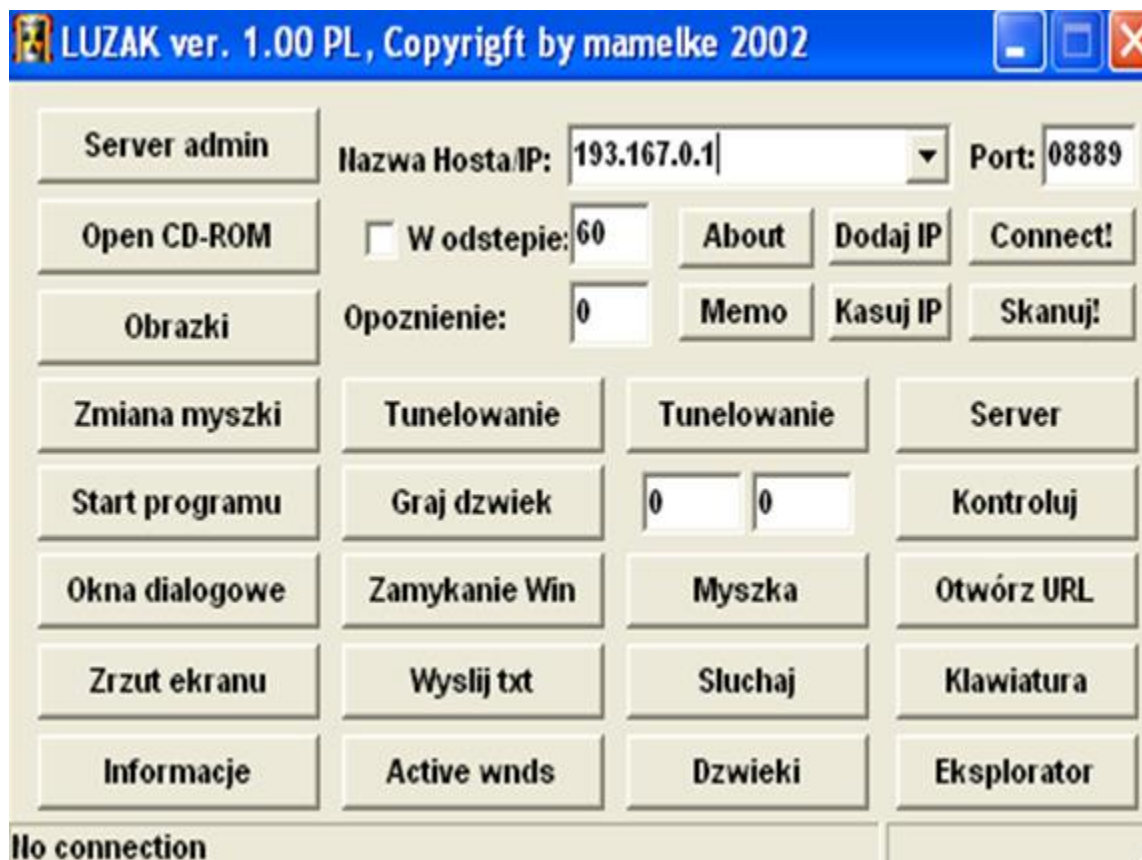 LUZAK ver. 1.00 PL, Copyrigft by mamelke 2002
Server admin
Nazwa Hosta/IP: 193.167.0.1 Port: 08889
Open CD-ROM
W odstepie: 60 About Dodaj IP Connect!
Obrazki
Opoznienie: 0 Memo Kasuj IP Skanuj!
Zmiana myszki Tunelowanie Tunelowanie Server
Start programu Graj dzwiek 0 0 Kontroluj
Okna dialogowe Zamykanie Win Myszka Otwórz URL
Zrzut ekranu Wyslij txt Sluchaj Klawiatura
Informacje Active wnds Dzwieki Eksplorator
No connection